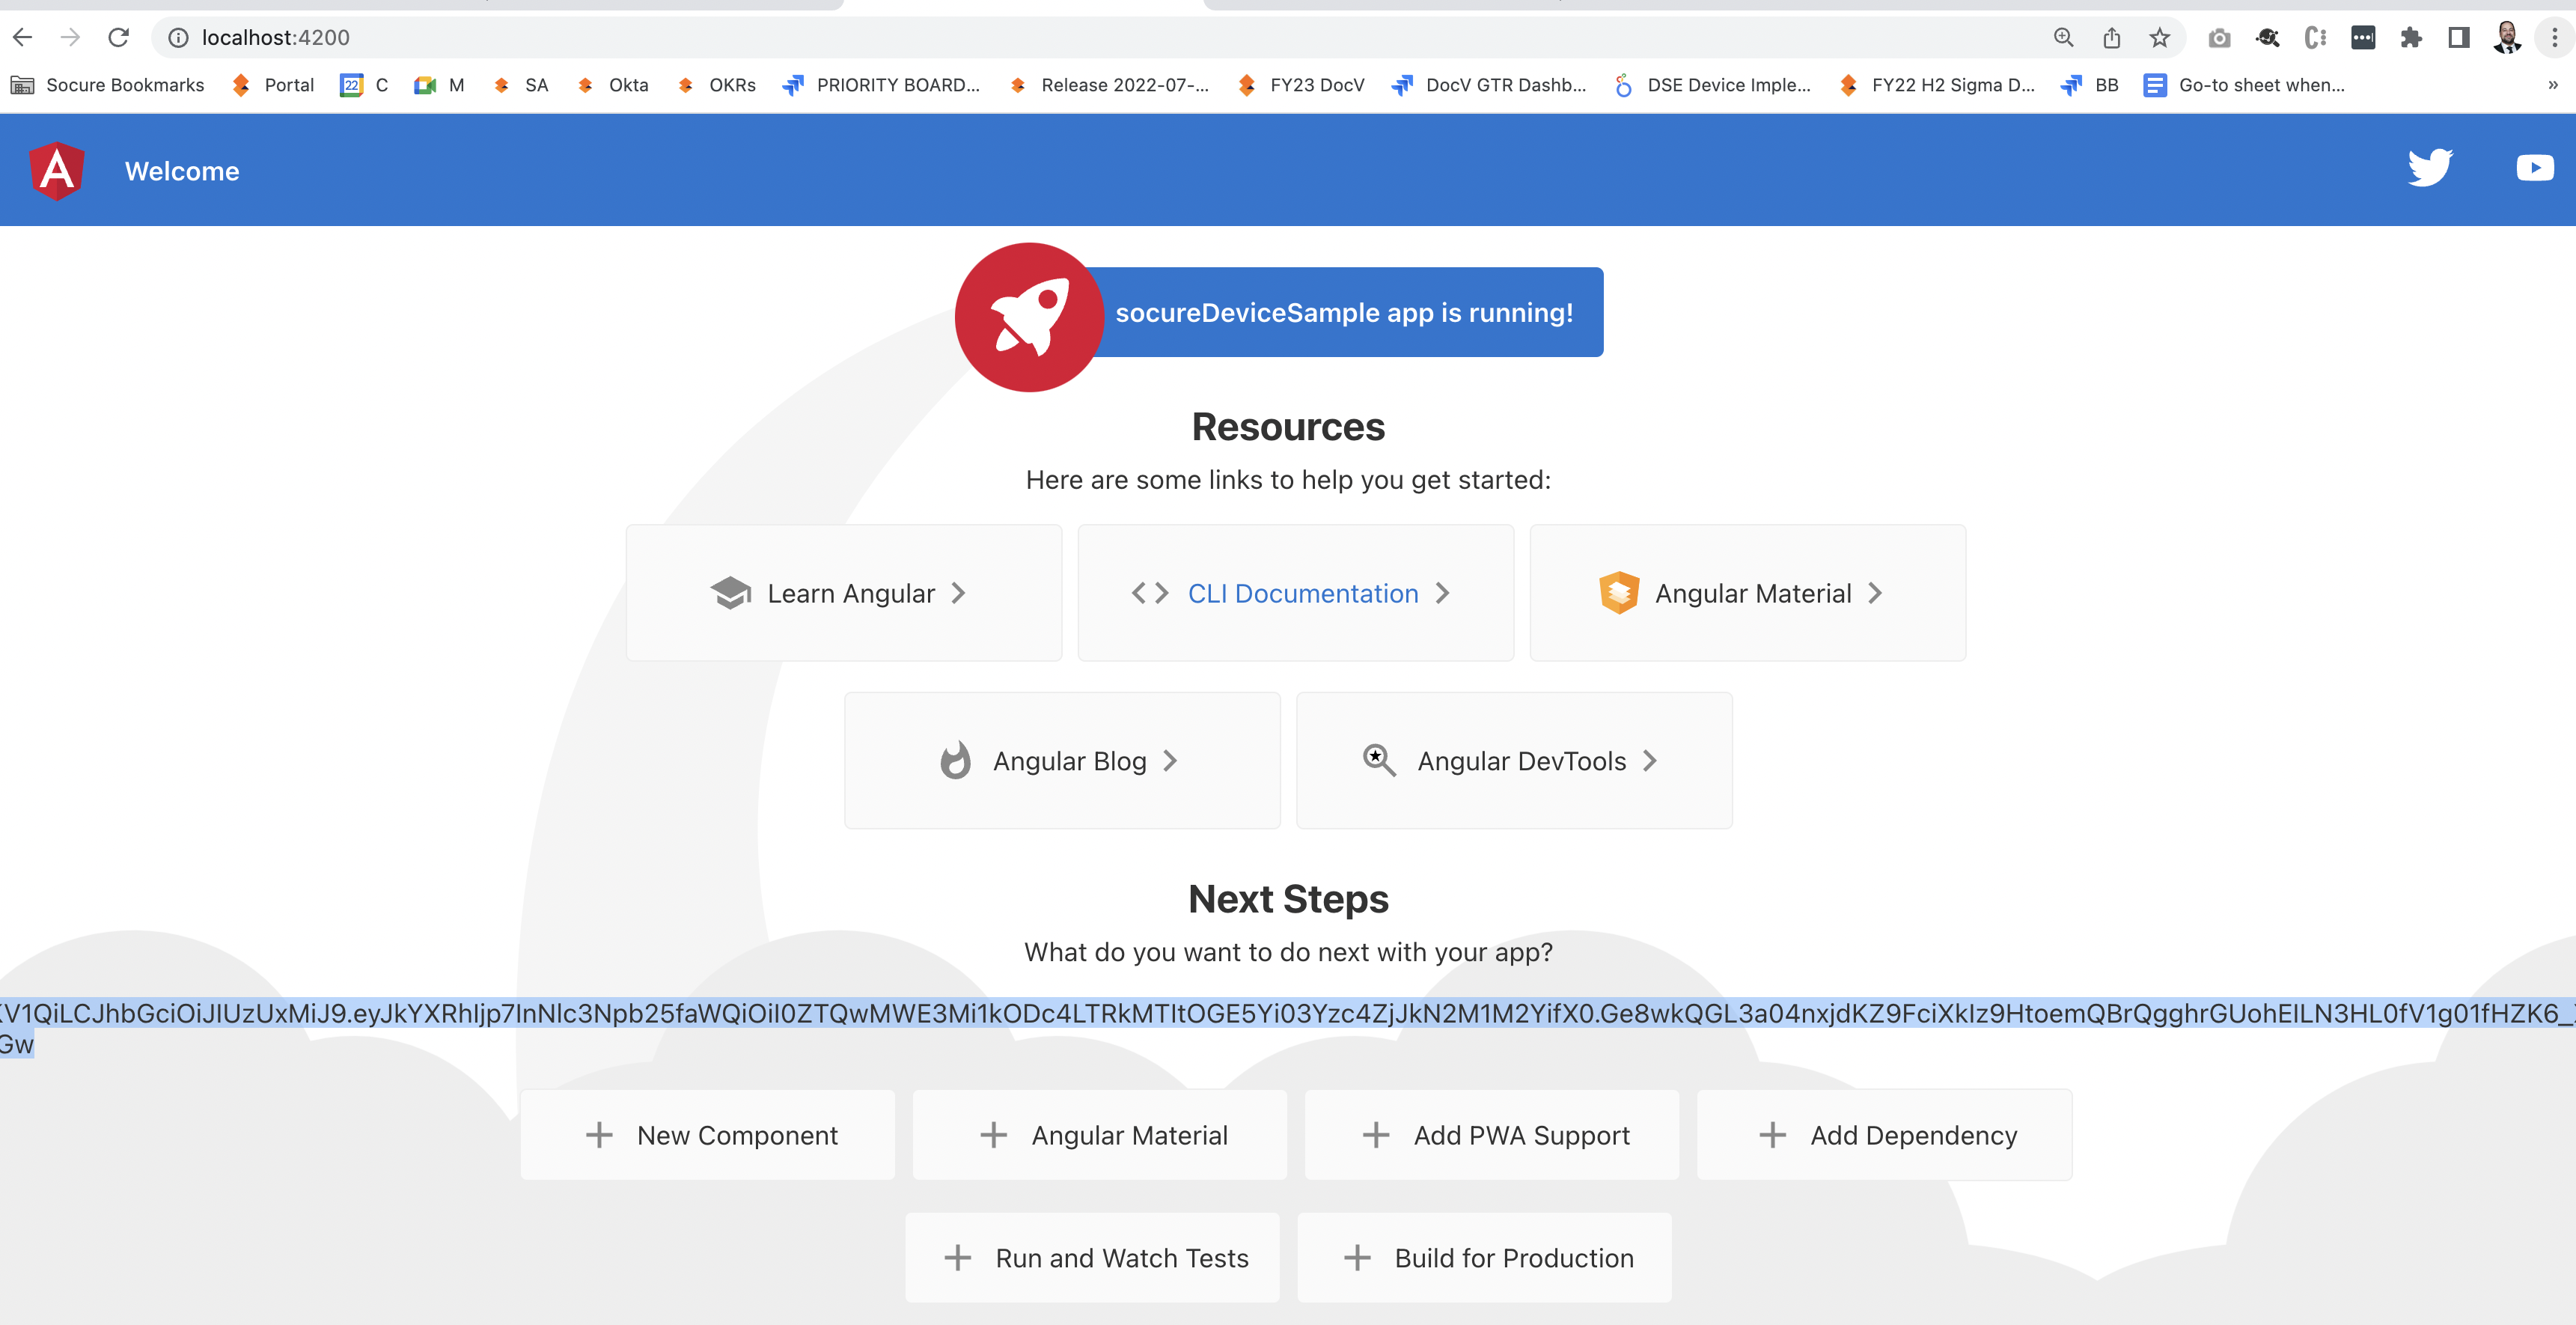 localhost:4200
Socure Bookmarks Portal 22 C M SA Okta OKRs PRIORITY BOARD... Release 2022-07-... FY23 DocV DocV GTR Dashb... DSE Device Imple... FY22 H2 Sigma D... BB Go-to sheet when... »
A Welcome
socureDeviceSample app is running!
Resources
Here are some links to help you get started:
Learn Angular
CLI Documentation
Angular Material
Angular Blog
Angular DevTools
Next Steps
What do you want to do next with your app?
KV1QiLCJhbGciOiJIUzUxMiJ9.eyJkYXRhIjp7InNlc3Npb25faWQiOiI0ZTQwMWE3Mi1kODc4LTRkMTItOGE5Yi03Yzc4ZjJkN2M1M2YifX0.Ge8wkQGL3a04nxjdKZ9FciXkIz9HtoemQBrQgghrGUohEILN3HL0fV1g01fHZK6_
Gw
New Component
Angular Material
Add PWA Support
Add Dependency
Run and Watch Tests
Build for Production